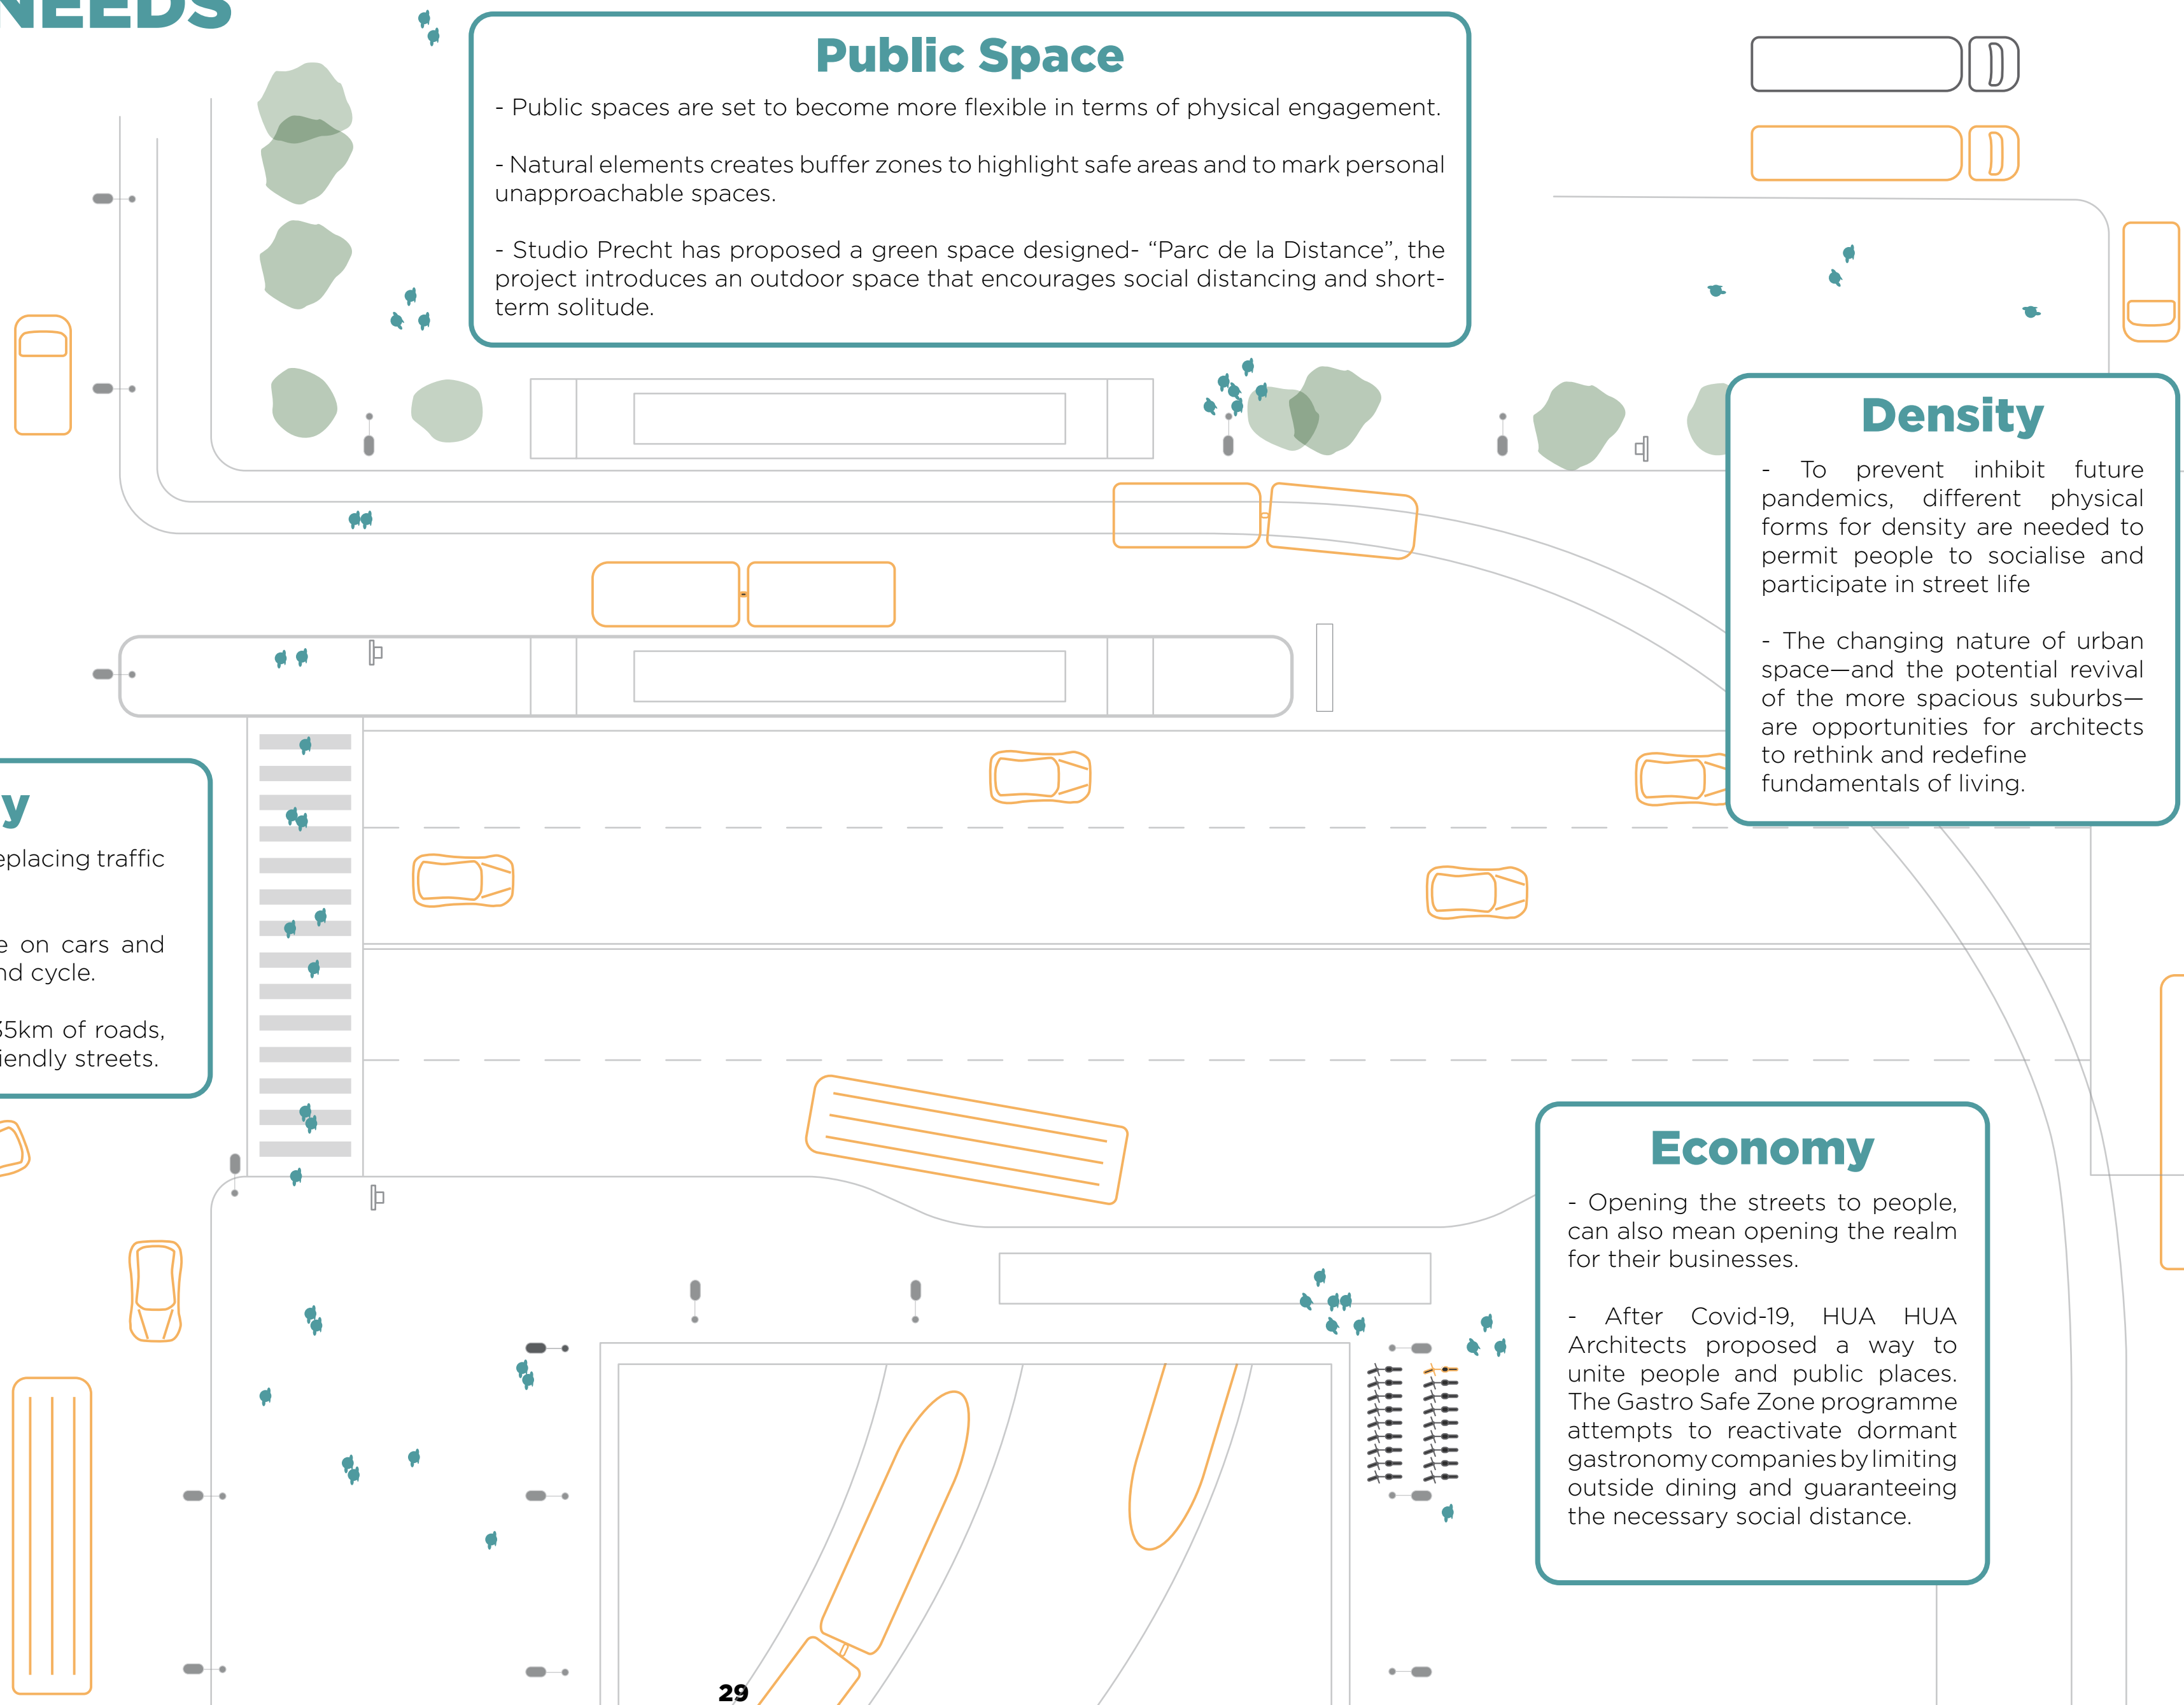 NEEDS
Public Space
- Public spaces are set to become more flexible in terms of physical engagement.
- Natural elements creates buffer zones to highlight safe areas and to mark personal
unapproachable spaces.
- Studio Precht has proposed a green space designed- “Parc de la Distance”, the
project introduces an outdoor space that encourages social distancing and short-
term solitude.
Density
- To prevent inhibit future
pandemics, different physical
forms for density are needed to
permit people to socialise and
participate in street life
- The changing nature of urban
space—and the potential revival
of the more spacious suburbs—
are opportunities for architects
to rethink and redefine
fundamentals of living.
y
eplacing traffic
e on cars and
nd cycle.
35km of roads,
iendly streets.
Economy
- Opening the streets to people,
can also mean opening the realm
for their businesses.
- After Covid-19, HUA HUA
Architects proposed a way to
unite people and public places.
The Gastro Safe Zone programme
attempts to reactivate dormant
gastronomy companies by limiting
outside dining and guaranteeing
the necessary social distance.
29